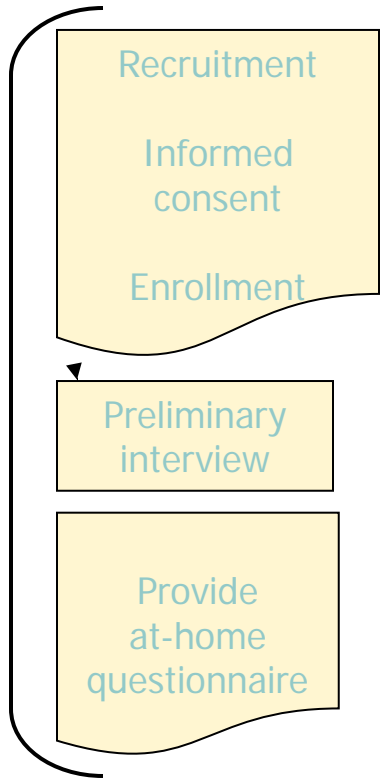 Recruitment
Informed
consent
Enrollment
Preliminary
interview
Provide
at-home
questionnaire